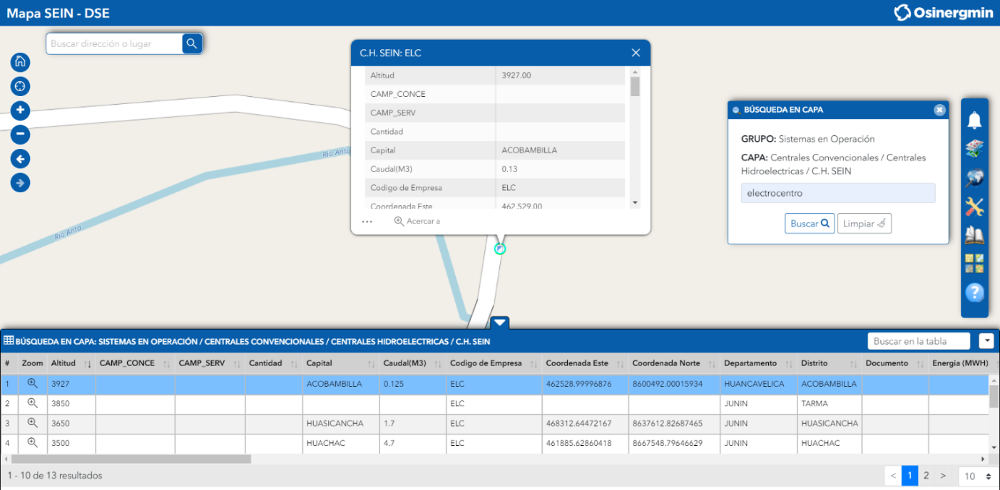 Mapa SEIN - DSE
Osinergmin
Buscar dirección o lugar
C.H. SEIN: ELC
Altitud 3927.00
CAMP_CONCE
CAMP_SERV
Cantidad
Capital ACOBAMBILLA
Caudal(M3) 0.13
Codigo de Empresa ELC
Coordenada Este 462,529.00
... Acercar a
Rio Anta
Rio Anta
BÚSQUEDA EN CAPA
GRUPO: Sistemas en Operación
CAPA: Centrales Convencionales / Centrales
Hidroelectricas / C.H. SEIN
electrocentro
Buscar Limpiar
BÚSQUEDA EN CAPA: SISTEMAS EN OPERACIÓN / CENTRALES CONVENCIONALES / CENTRALES HIDROELECTRICAS / C.H. SEIN Buscar en la tabla
# Zoom Altitud CAMP_CONCE CAMP_SERV Cantidad Capital Caudal(M3) Codigo de Empresa Coordenada Este Coordenada Norte Departamento Distrito Documento Energia (MWH)
1 3927 ACOBAMBILLA 0.125 ELC 462528.99996876 8600492.00015934 HUANCAVELICA ACOBAMBILLA
2 3850 ELC JUNIN TARMA
3 3650 HUASICANCHA 1.7 ELC 468312.64472167 8637612.82687465 JUNIN HUASICANCHA
4 3500 HUACHAC 4.7 ELC 461885.62860418 8667548.79646629 JUNIN HUACHAC
1 - 10 de 13 resultados < 1 2 > 10